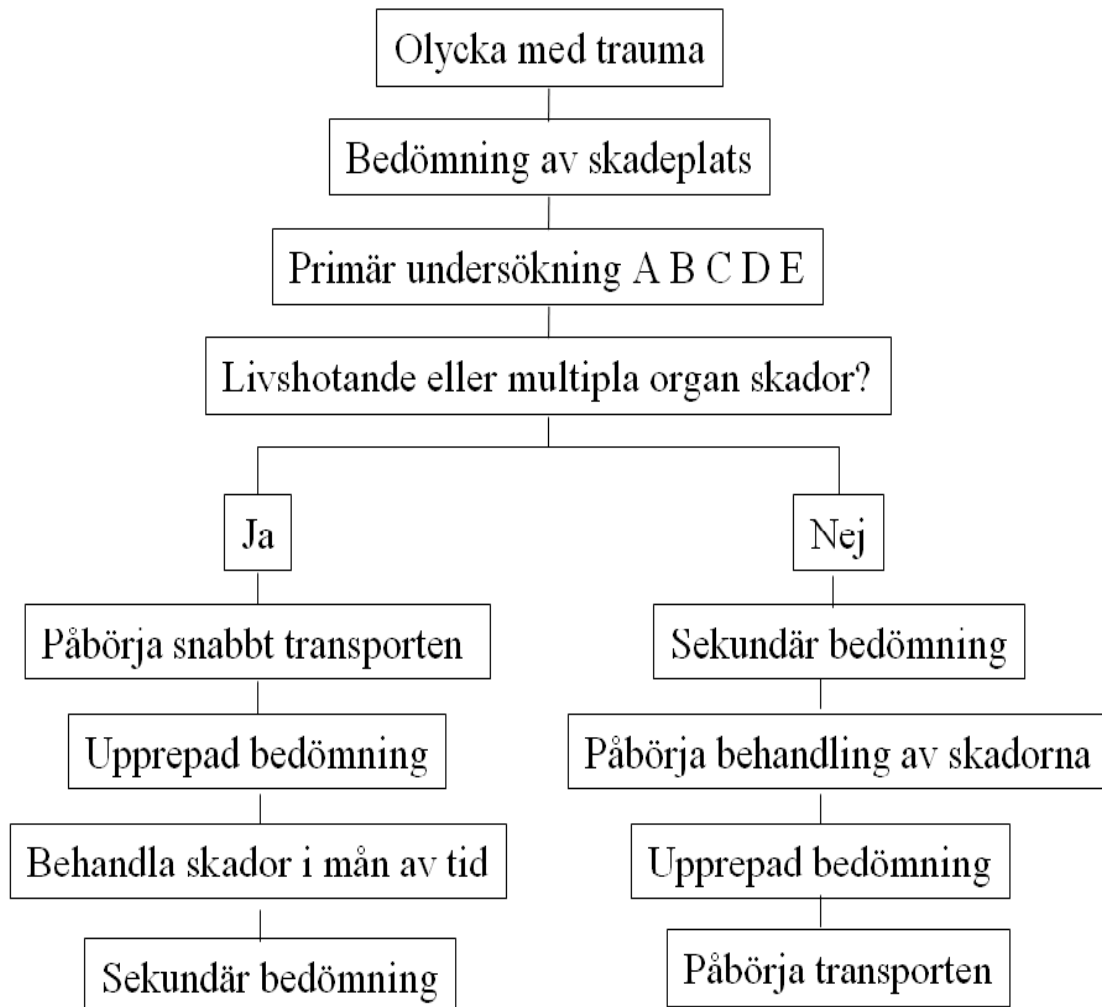 Olycka med trauma
Bedömning av skadeplats
Primär undersökning A B C D E
Livshotande eller multipla organ skador?
Ja
Påbörja snabbt transporten
Upprepad bedömning
Behandla skador i mån av tid
Sekundär bedömning
Nej
Sekundär bedömning
Påbörja behandling av skadorna
Upprepad bedömning
Påbörja transporten